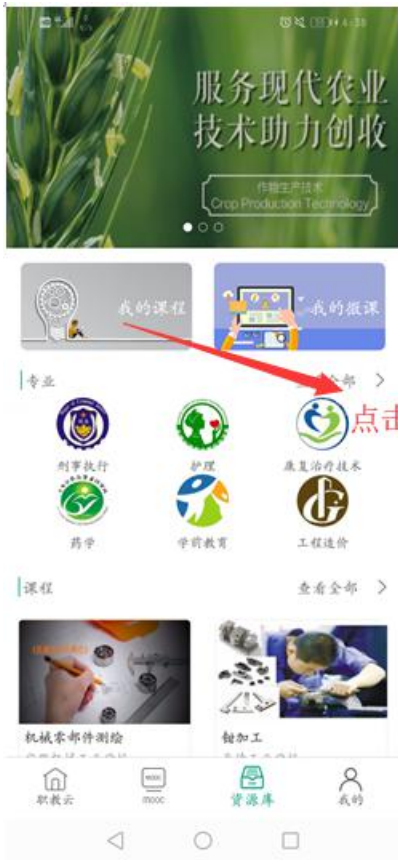 4:38
服务现代农业
技术助力创收
作物生产技术
Crop Production Technology
我的课程
我的微课
专业
全部
点击
刑事执行
护理
康复治疗技术
药学
学前教育
工程造价
课程
查看全部
机械零部件测绘
钳加工
职教云
mooc
资源库
我的